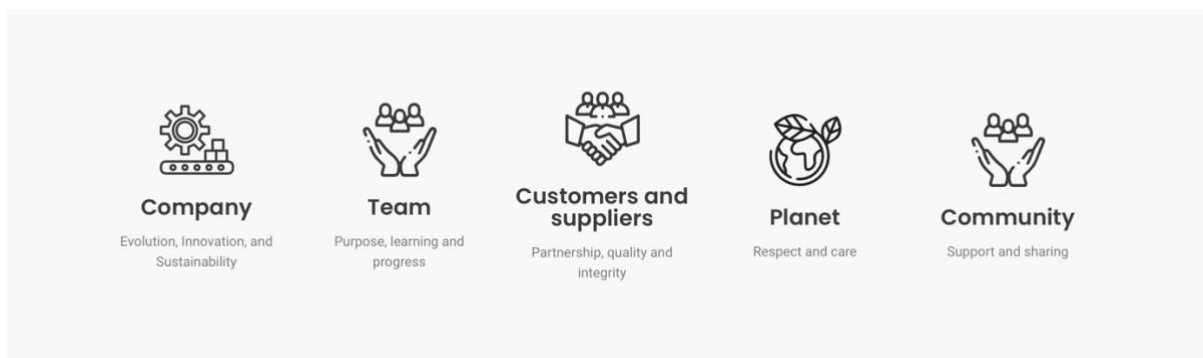 Company
Evolution, Innovation, and
Sustainability
Team
Purpose, learning and
progress
Customers and
suppliers
Partnership, quality and
integrity
Planet
Respect and care
Community
Support and sharing